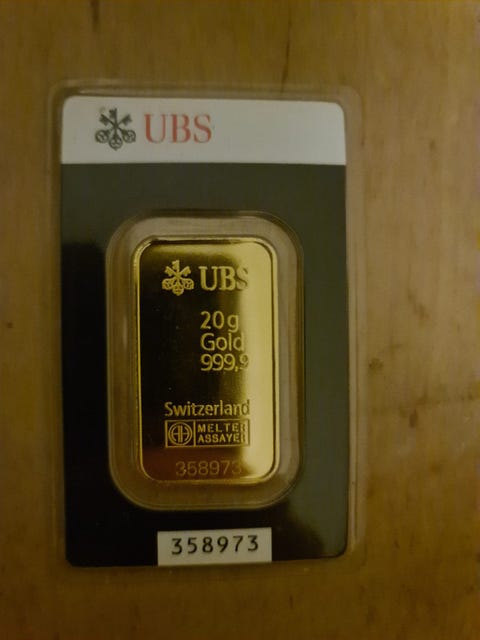 UBS
UBS
20g
Gold
999,9
Switzerland
MELTER
ASSAYER
358973
358973